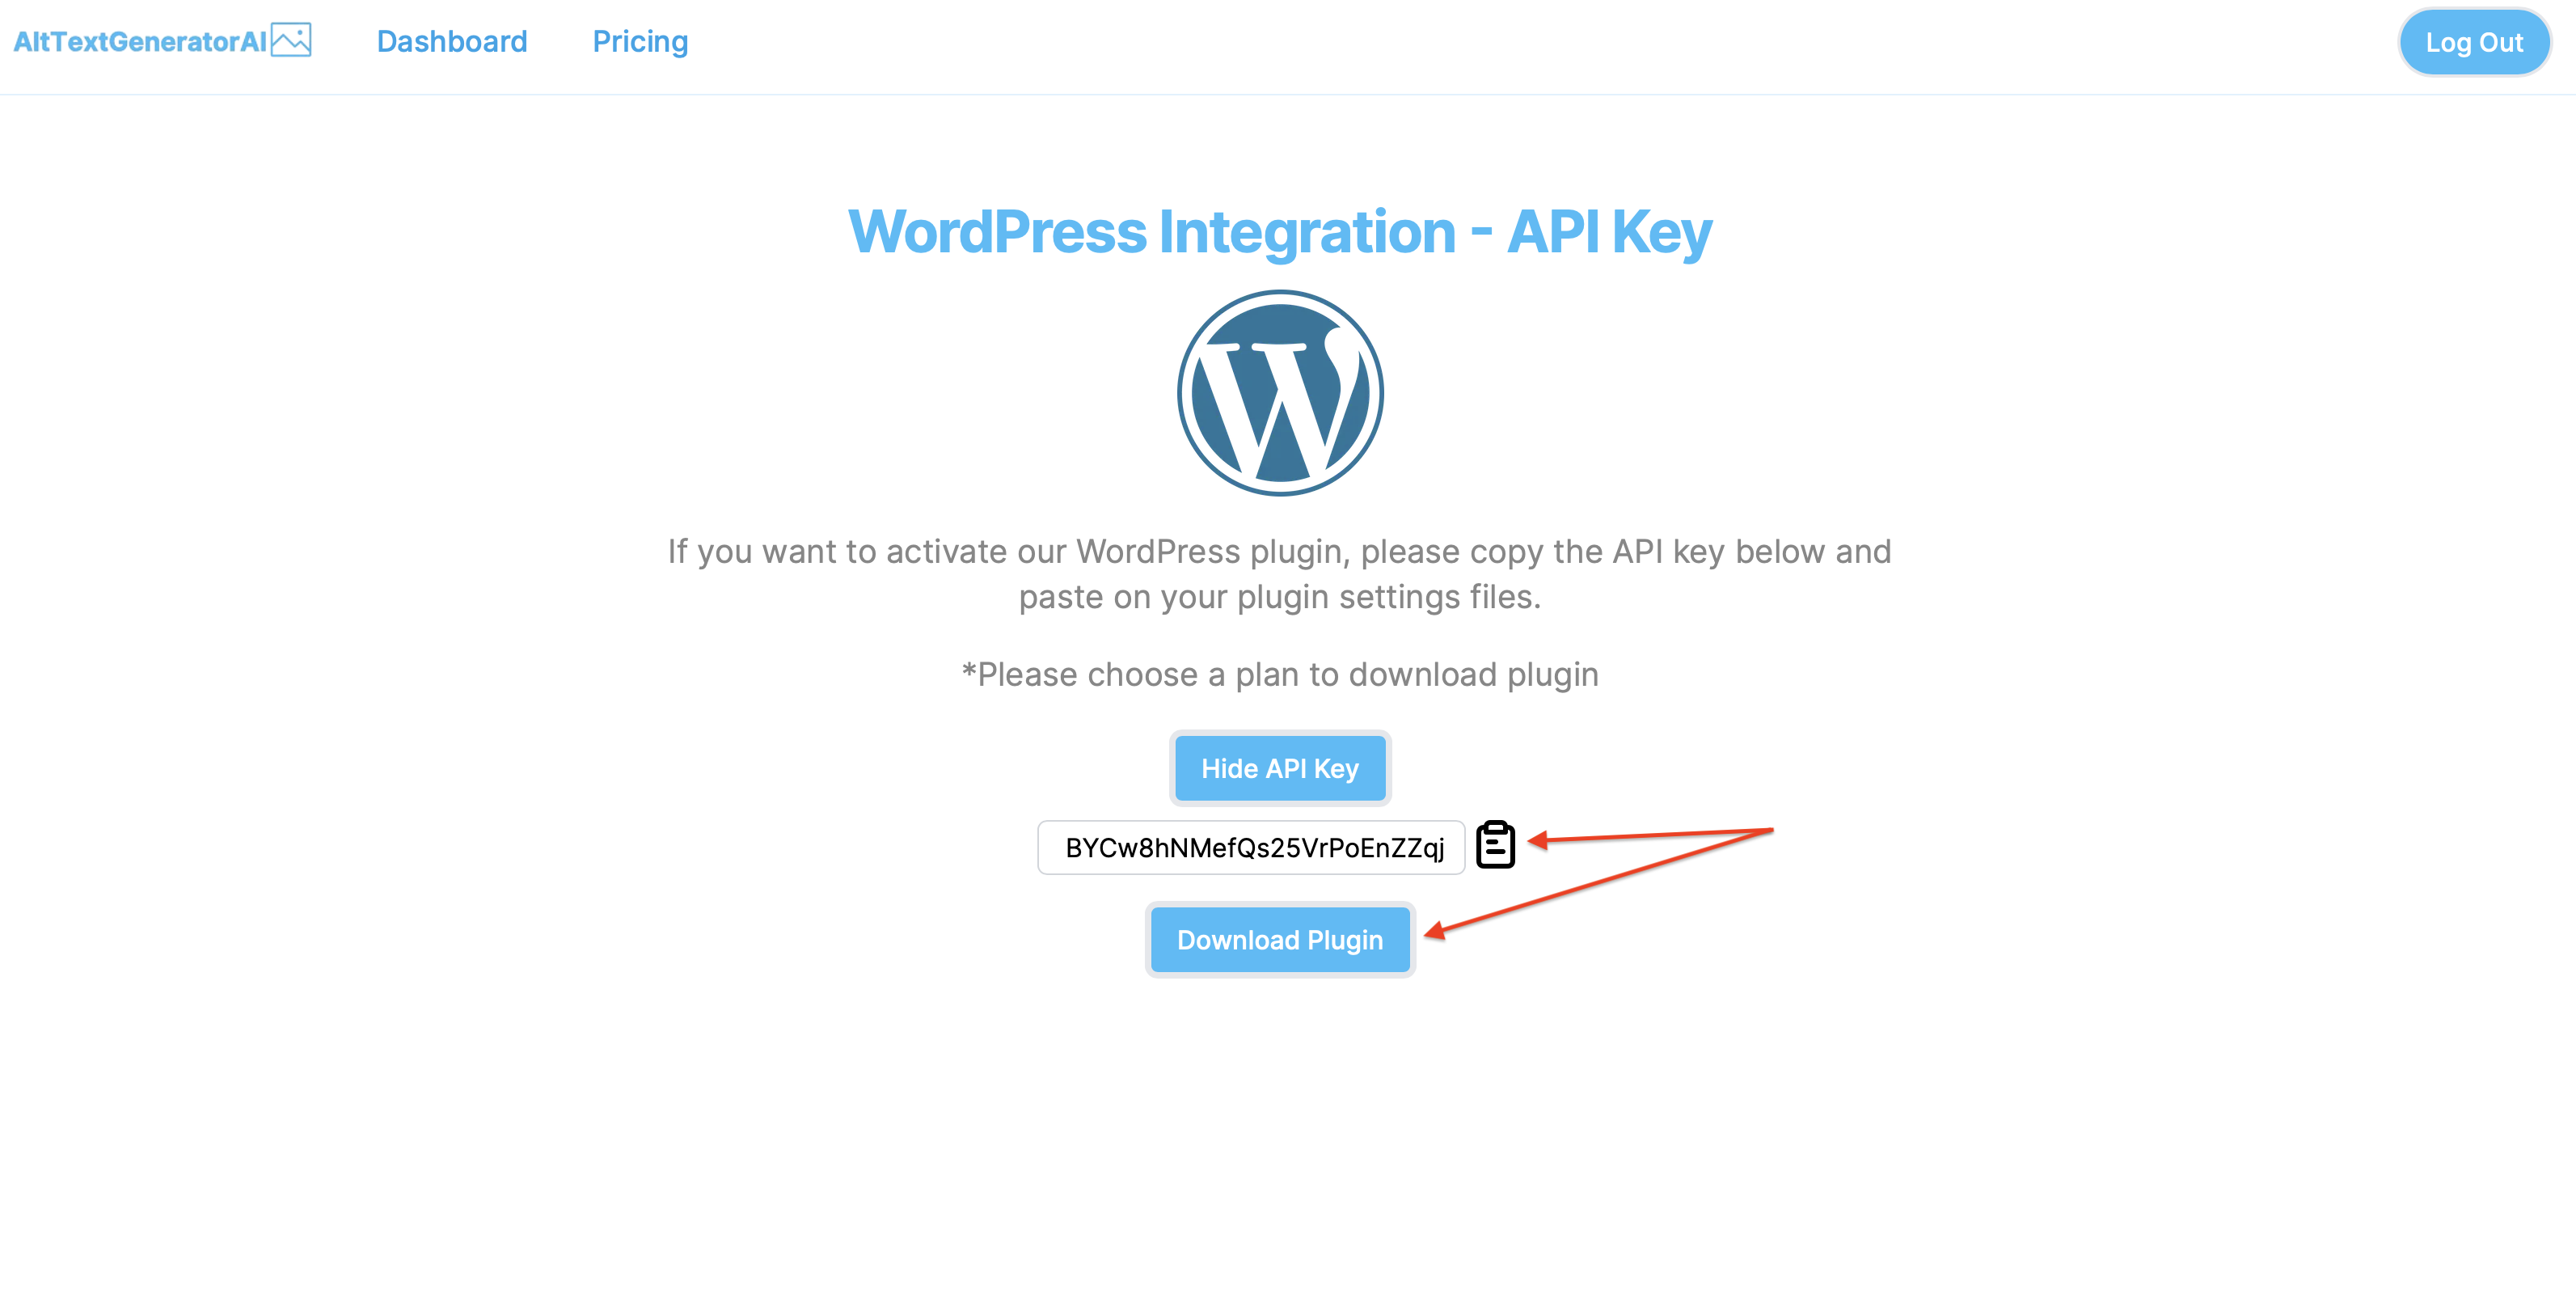 AltTextGeneratorAI
Dashboard
Pricing
Log Out
WordPress Integration - API Key
If you want to activate our WordPress plugin, please copy the API key below and
paste on your plugin settings files.
*Please choose a plan to download plugin
Hide API Key
BYCw8hNMefQs25VrPoEnZZqj
Download Plugin